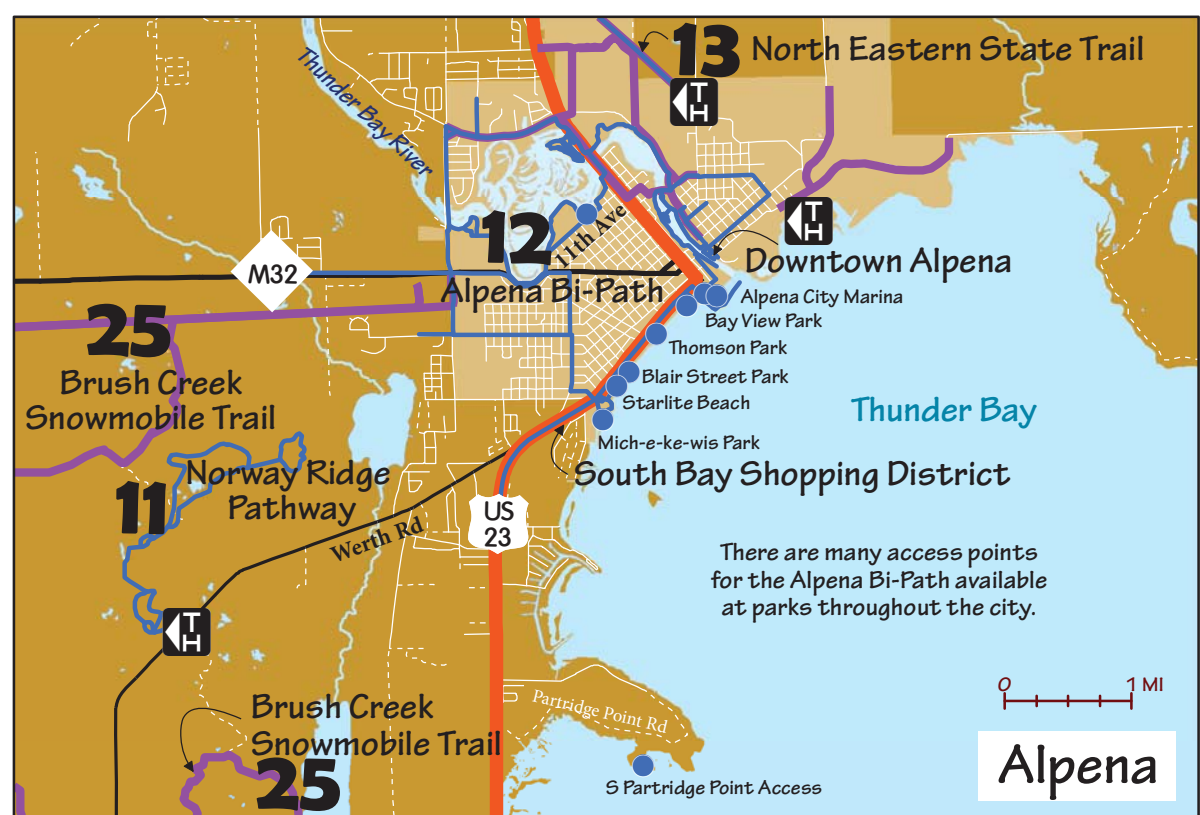 13 North Eastern State Trail
T
H
Thunder Bay River
T
H
12
11th Ave
M32
Downtown Alpena
Alpena Bi-Path
Alpena City Marina
Bay View Park
25
Thomson Park
Brush Creek
Snowmobile Trail
Blair Street Park
Starlite Beach
Thunder Bay
Mich-e-ke-wis Park
Norway Ridge
Pathway
South Bay Shopping District
11
US
23
Werth Rd
There are many access points
for the Alpena Bi-Path available
at parks throughout the city.
T
H
0 1 MI
Partridge Point Rd
Brush Creek
Snowmobile Trail
25
Alpena
S Partridge Point Access